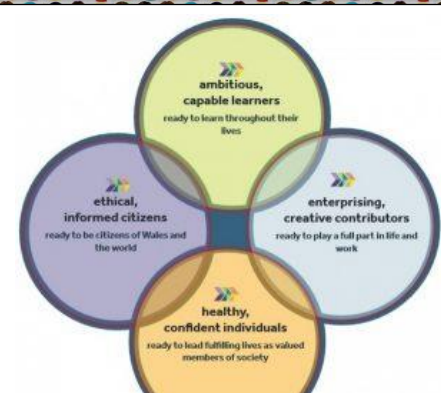 ambitious,
capable learners
ready to learn throughout their
lives
ethical,
informed citizens
ready to be citizens of Wales and
the world
enterprising,
creative contributors
ready to play a full part in life and
work
healthy,
confident individuals
ready to lead fulfilling lives as valued
members of society